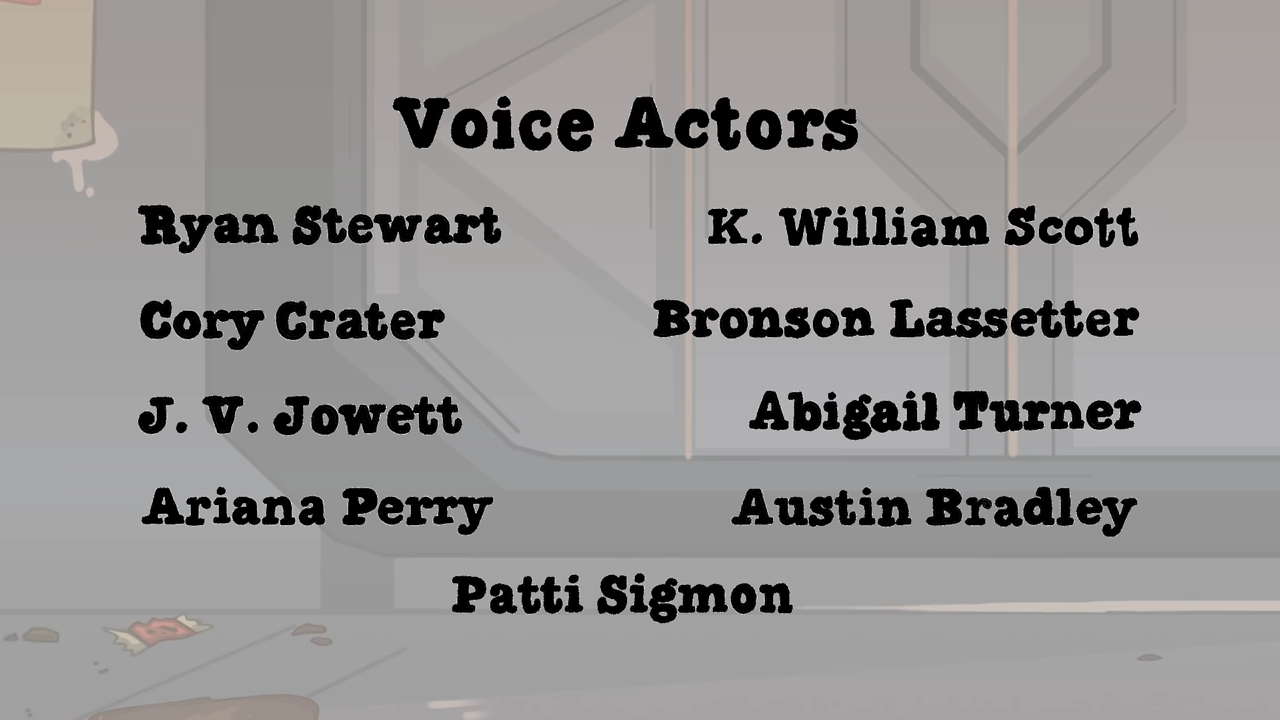 Voice Actors
Ryan Stewart
K. William Scott
Cory Crater
Bronson Lassetter
J. V. Jowett
Abigail Turner
Ariana Perry
Austin Bradley
Patti Sigmon